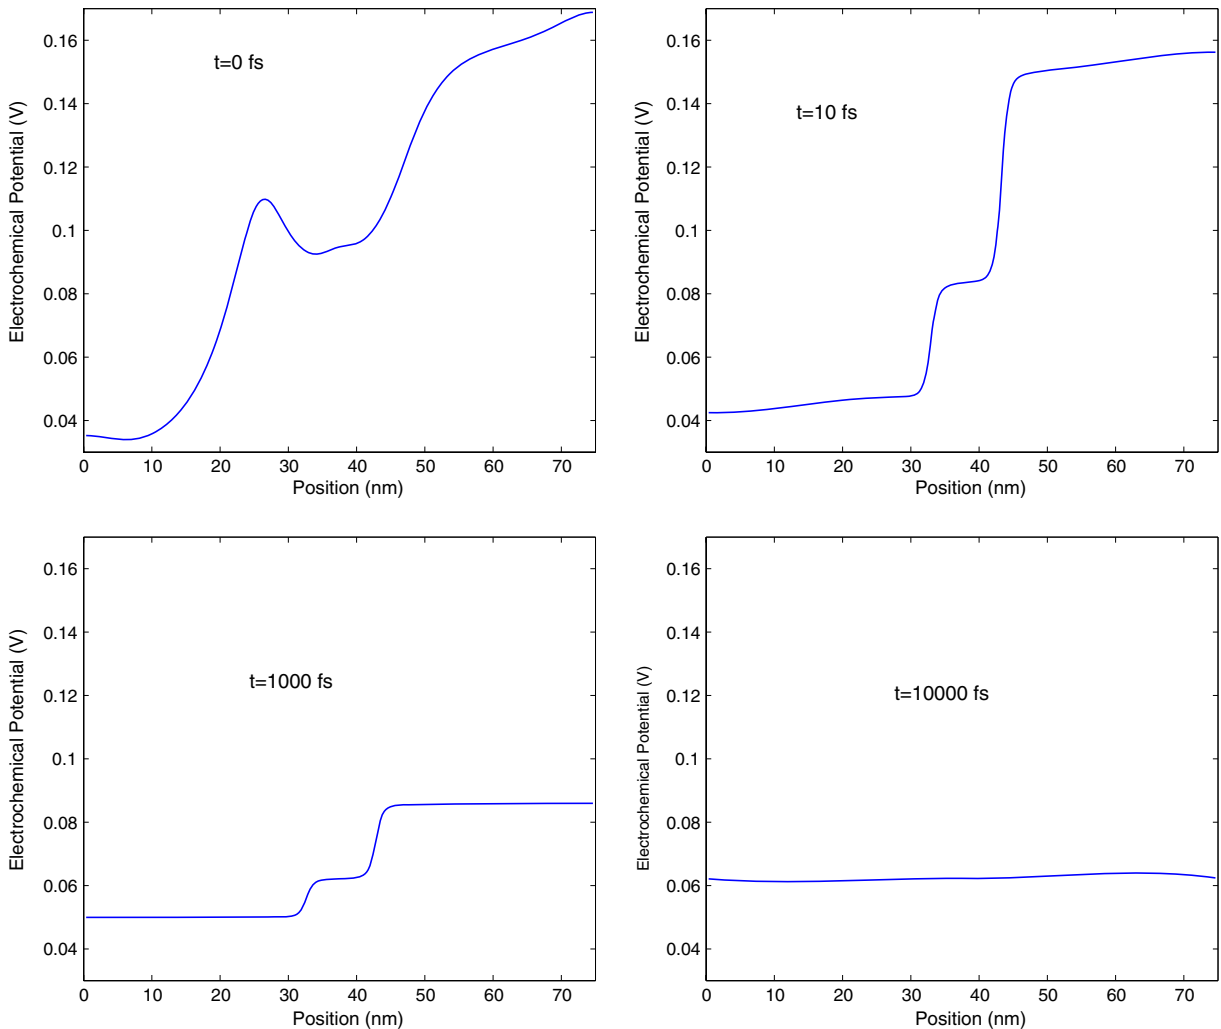 0.16
0.14
0.12
0.1
0.08
0.06
0.04
Electrochemical Potential (V)
t=0 fs
0 10 20 30 40 50 60 70
Position (nm)
0.16
0.14
0.12
0.1
0.08
0.06
0.04
Electrochemical Potential (V)
t=10 fs
0 10 20 30 40 50 60 70
Position (nm)
0.16
0.14
0.12
0.1
0.08
0.06
0.04
Electrochemical Potential (V)
t=1000 fs
0 10 20 30 40 50 60 70
Position (nm)
0.16
0.14
0.12
0.1
0.08
0.06
0.04
Electrochemical Potential (V)
t=10000 fs
0 10 20 30 40 50 60 70
Position (nm)